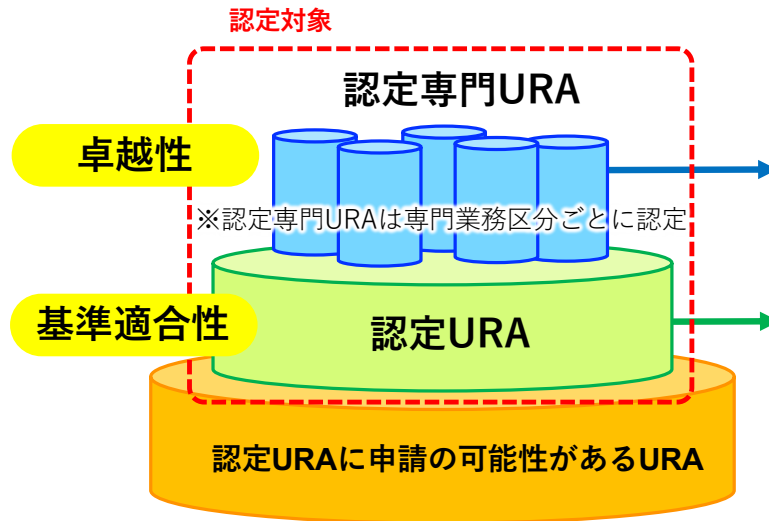 認定対象
認定専門URA
卓越性
※認定専門URAは専門業務区分ごとに認定
基準適合性
認定URA
認定URAに申請の可能性があるURA